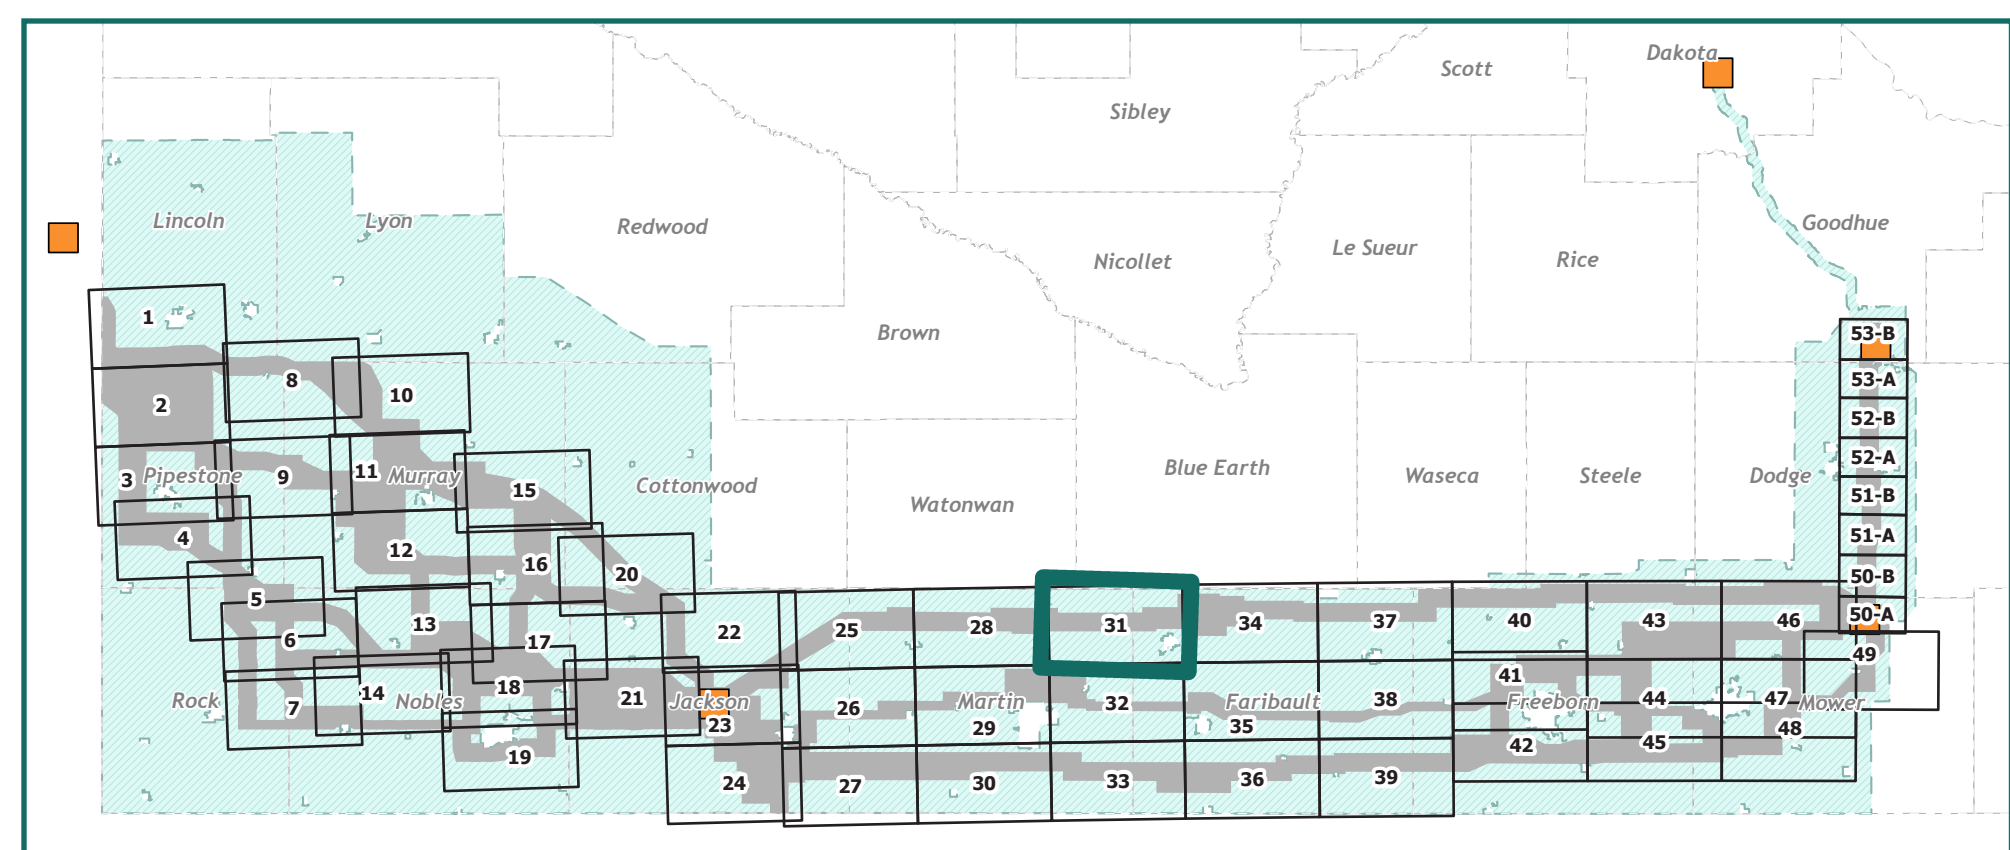 Dakota
Scott
Sibley
Lincoln
Lyon
Redwood
Goodhue
Le Sueur
Nicollet
Rice
1
Brown
53-B
8
53-A
10
2
52-B
52-A
Blue Earth
11
Murray
Pipestone
9
3
Waseca
Steele
Dodge
Cottonwood
15
51-B
Watonwan
51-A
4
12
16
20
50-B
5
50-A
40
43
46
37
34
31
28
25
22
13
6
17
49
41
18
14
Nobles
Rock
7
21
Jackson
23
26
Martin
29
32
Faribault
35
38
Freeborn
44
47
Mower
48
42
45
19
24
27
30
33
36
39